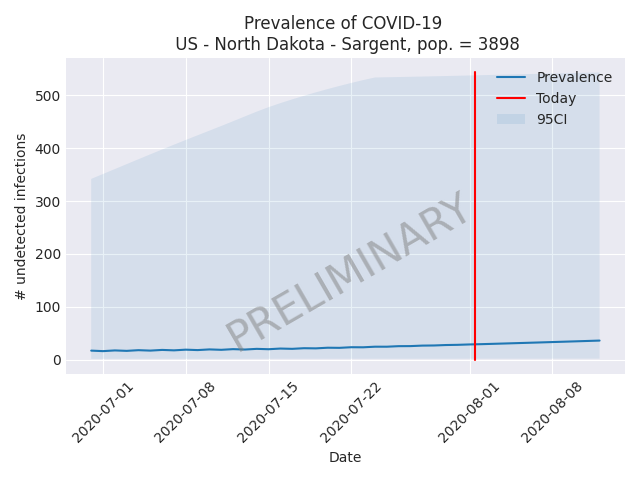 Prevalence of COVID-19
US - North Dakota - Sargent, pop. = 3898
Prevalence
Today
95CI
500
400
300
200
100
0
# undetected infections
PRELIMINARY
2020-07-01
2020-07-08
2020-07-15
2020-07-22
2020-08-01
2020-08-08
Date